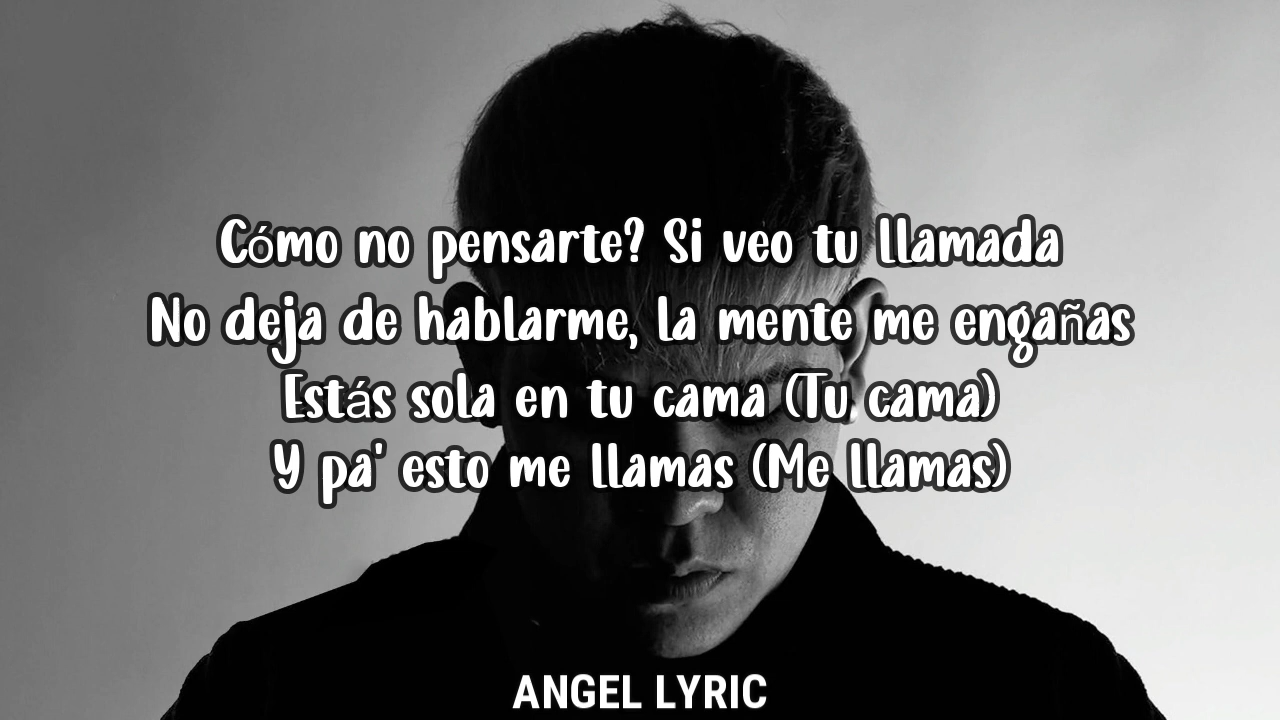 Cómo no pensarte? Si veo tu llamada
No deja de hablarme, la mente me engañas
Estás sola en tu cama (Tu cama)
Y pa' esto me llamas (Me llamas)
ANGEL LYRIC